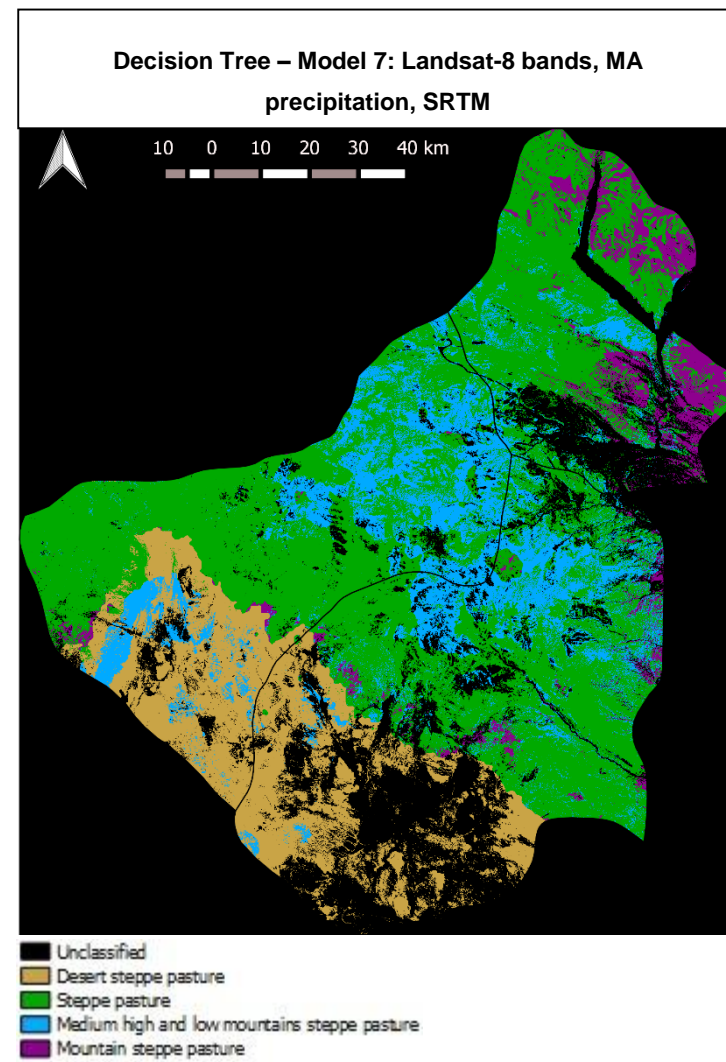 Decision Tree – Model 7: Landsat-8 bands, MA
precipitation, SRTM
10 0 10 20 30 40 km
Unclassified
Desert steppe pasture
Steppe pasture
Medium high and low mountains steppe pasture
Mountain steppe pasture